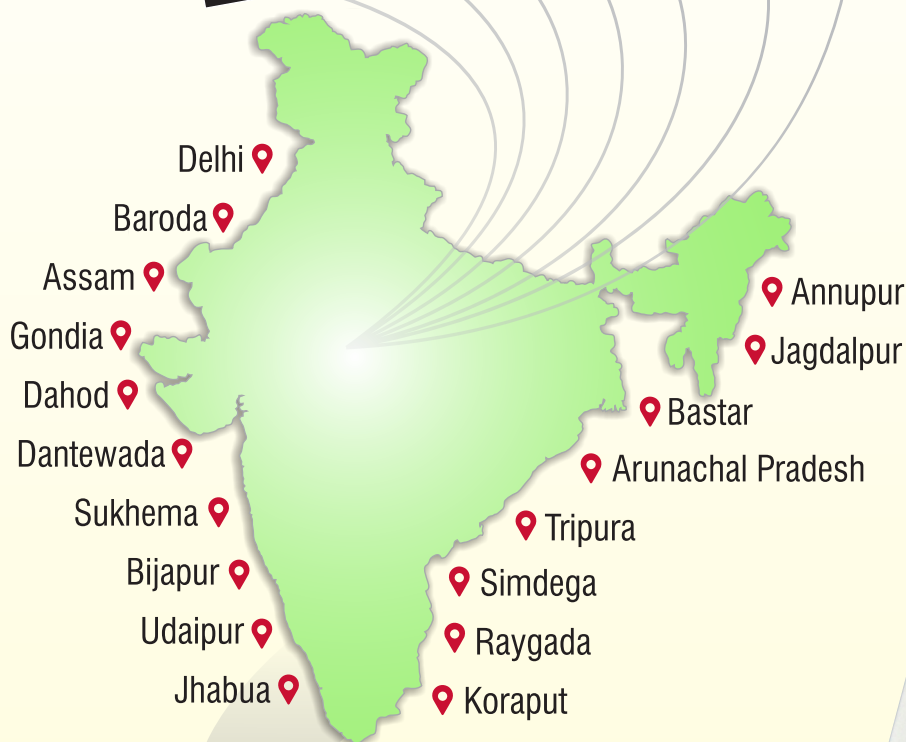 Delhi
Baroda
Assam
Gondia
Dahod
Dantewada
Sukhema
Bijapur
Udaipur
Jhabua
Annupur
Jagdalpur
Bastar
Arunachal Pradesh
Tripura
Simdega
Raygada
Koraput